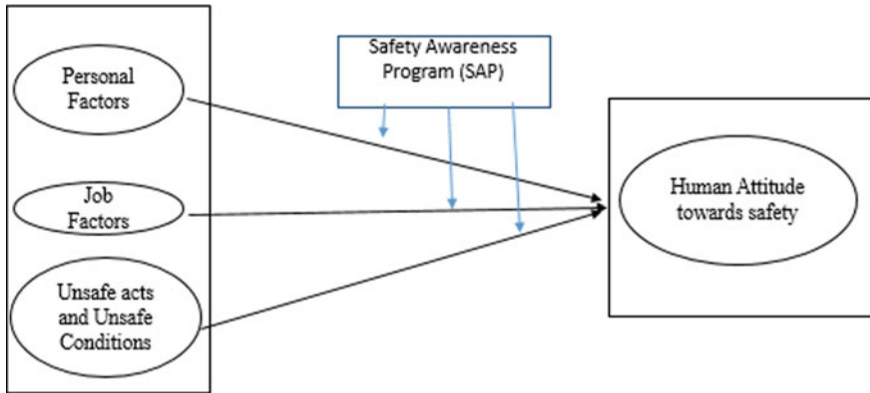 Safety Awareness
Program (SAP)
Personal
Factors
Job
Factors
Unsafe acts
and Unsafe
Conditions
Human Attitude
towards safety